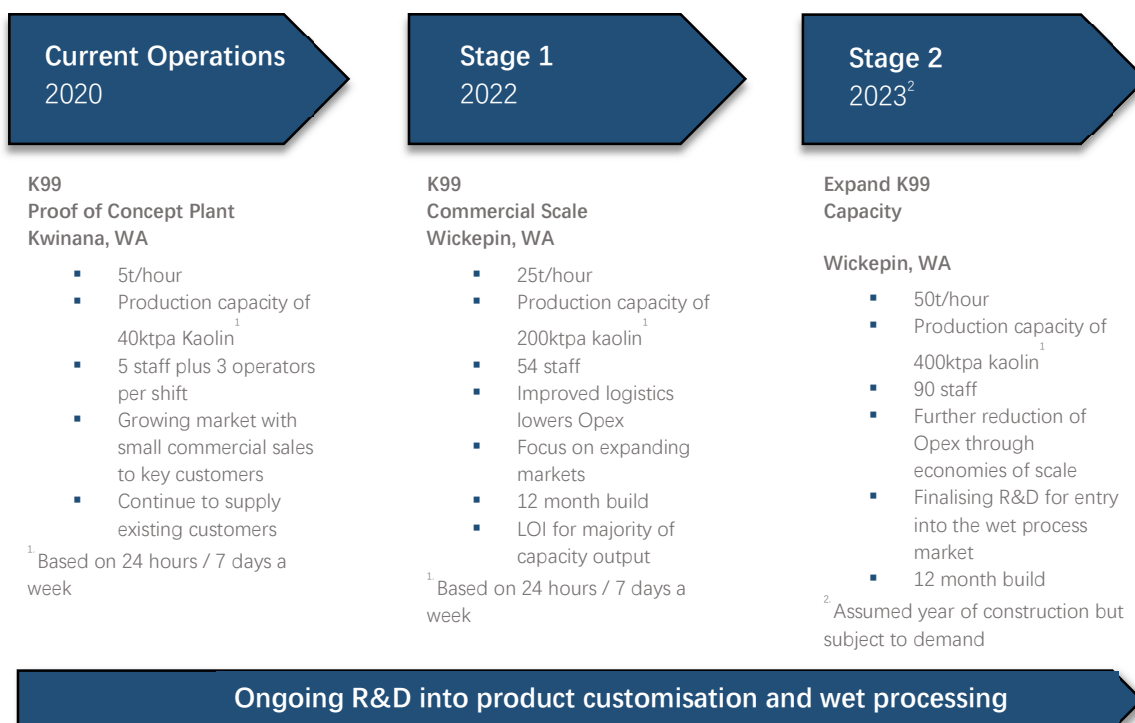 Current Operations
2020
K99
Proof of Concept Plant
Kwinana, WA
▪ 5t/hour
▪ Production capacity of
40ktpa Kaolin¹
▪ 5 staff plus 3 operators
per shift
▪ Growing market with
small commercial sales
to key customers
▪ Continue to supply
existing customers
1. Based on 24 hours / 7 days a
week
Stage 1
2022
K99
Commercial Scale
Wickepin, WA
▪ 25t/hour
▪ Production capacity of
200ktpa kaolin¹
▪ 54 staff
▪ Improved logistics
lowers Opex
▪ Focus on expanding
markets
▪ 12 month build
▪ LOI for majority of
capacity output
1. Based on 24 hours / 7 days a
week
Stage 2
2023²
Expand K99
Capacity
Wickepin, WA
▪ 50t/hour
▪ Production capacity of
400ktpa kaolin¹
▪ 90 staff
▪ Further reduction of
Opex through
economies of scale
▪ Finalising R&D for entry
into the wet process
market
▪ 12 month build
2. Assumed year of construction but
subject to demand
Ongoing R&D into product customisation and wet processing